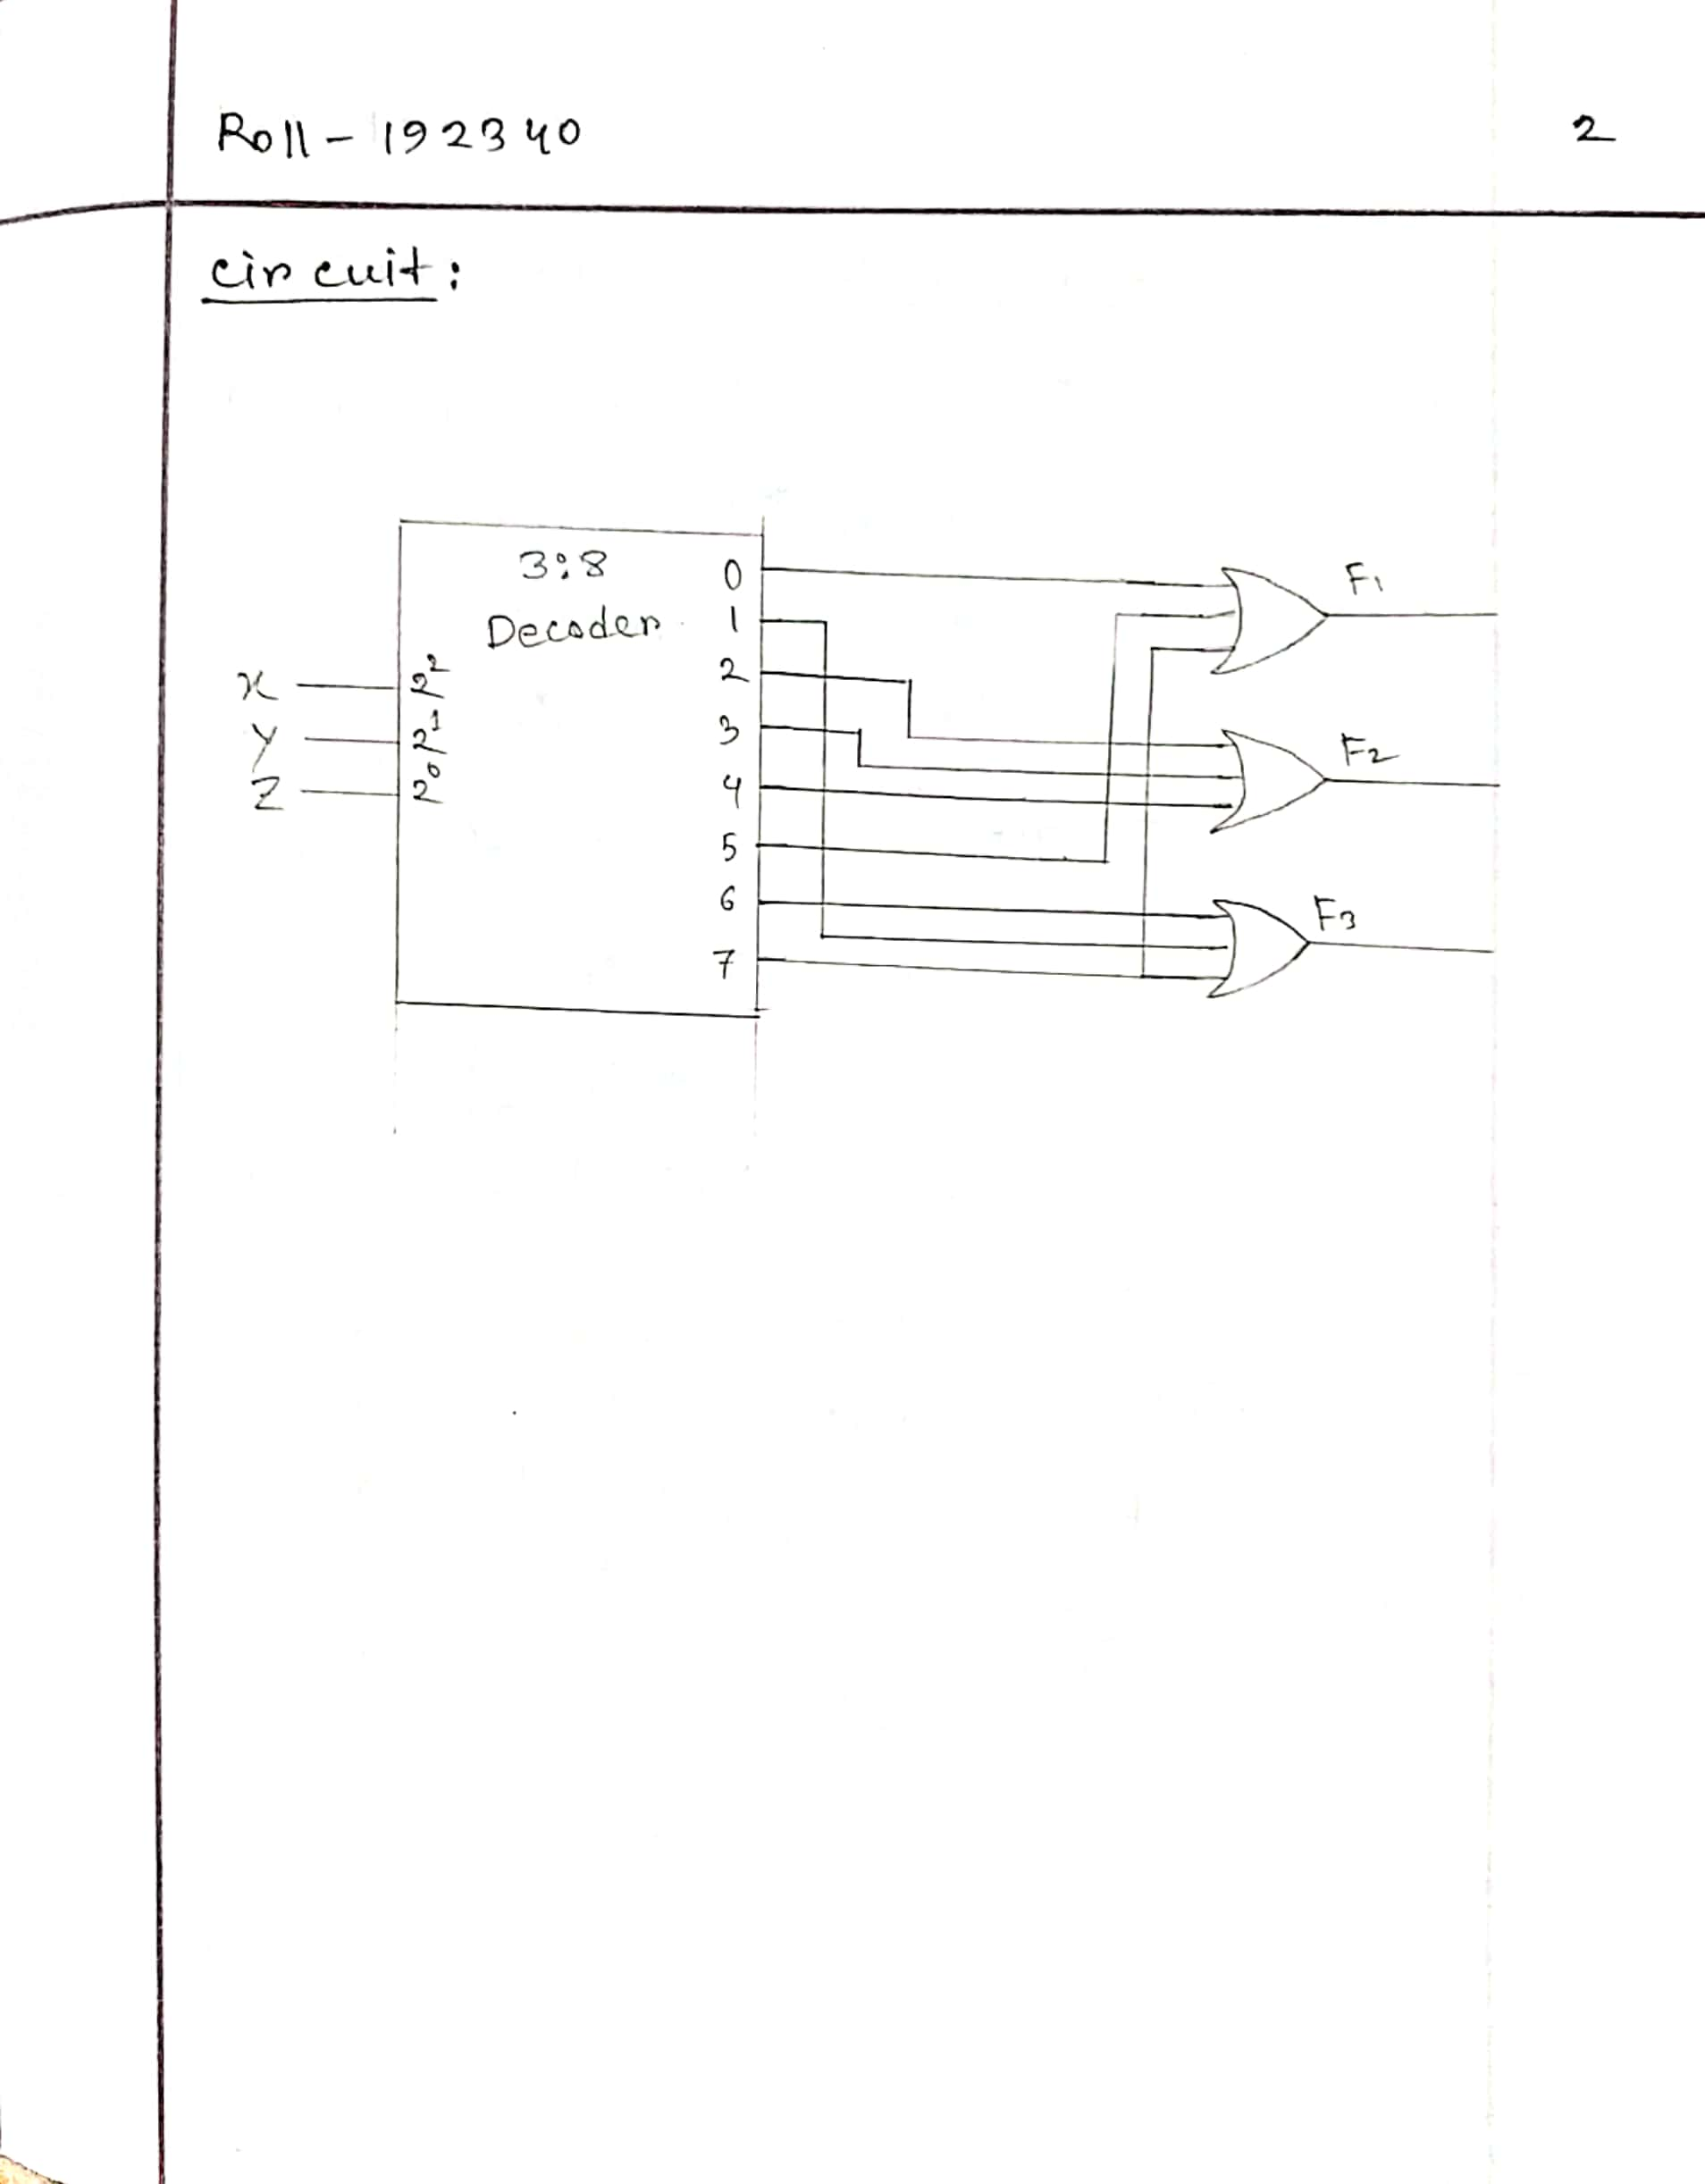 Roll - 192340
2
circuit:
3:8
Decoder
0
1
2
3
4
5
6
7
x
y
z
2²
2¹
2⁰
F₁
F₂
F₃